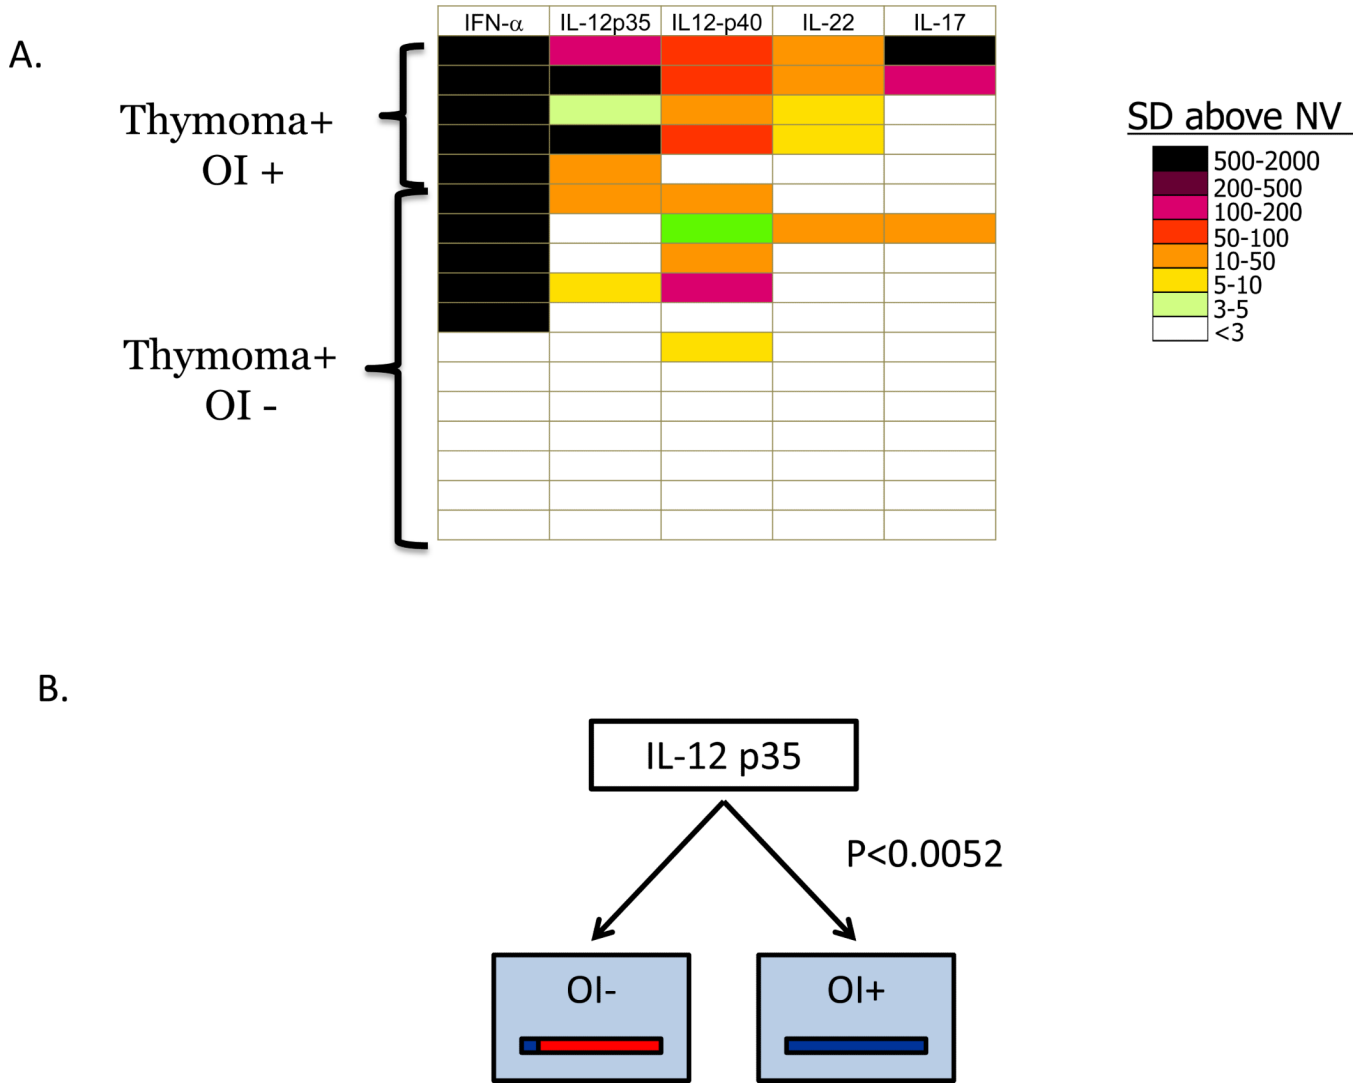 A.
IFN-α IL-12p35 IL12-p40 IL-22 IL-17
Thymoma+
OI +
Thymoma+
OI -
SD above NV
500-2000
200-500
100-200
50-100
10-50
5-10
3-5
<3
B.
IL-12 p35
P<0.0052
OI-
OI+